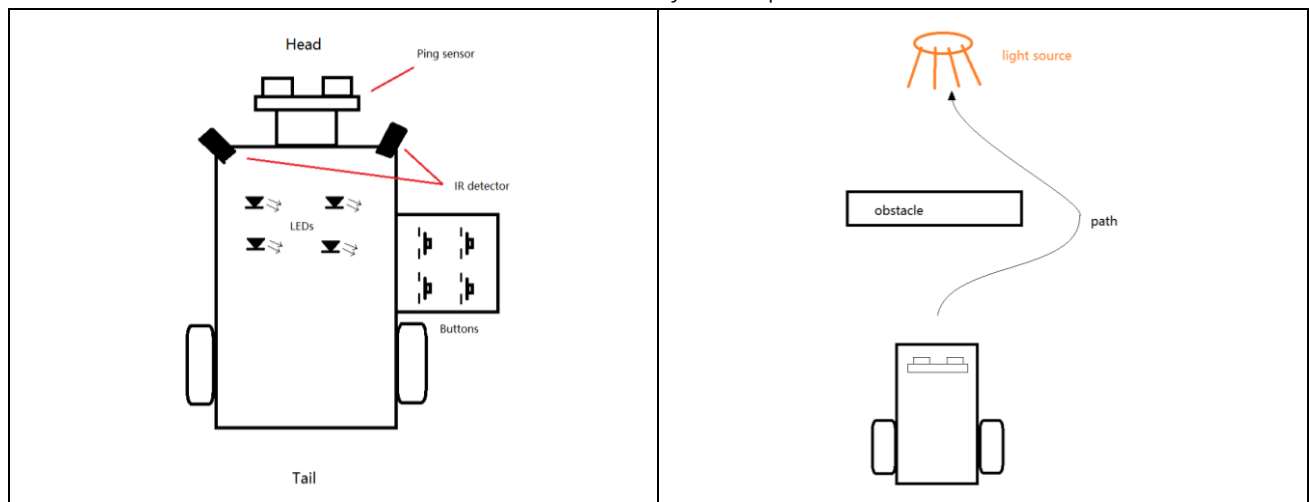 Head
Ping sensor
IR detector
LEDs
Buttons
Tail
light source
obstacle
path